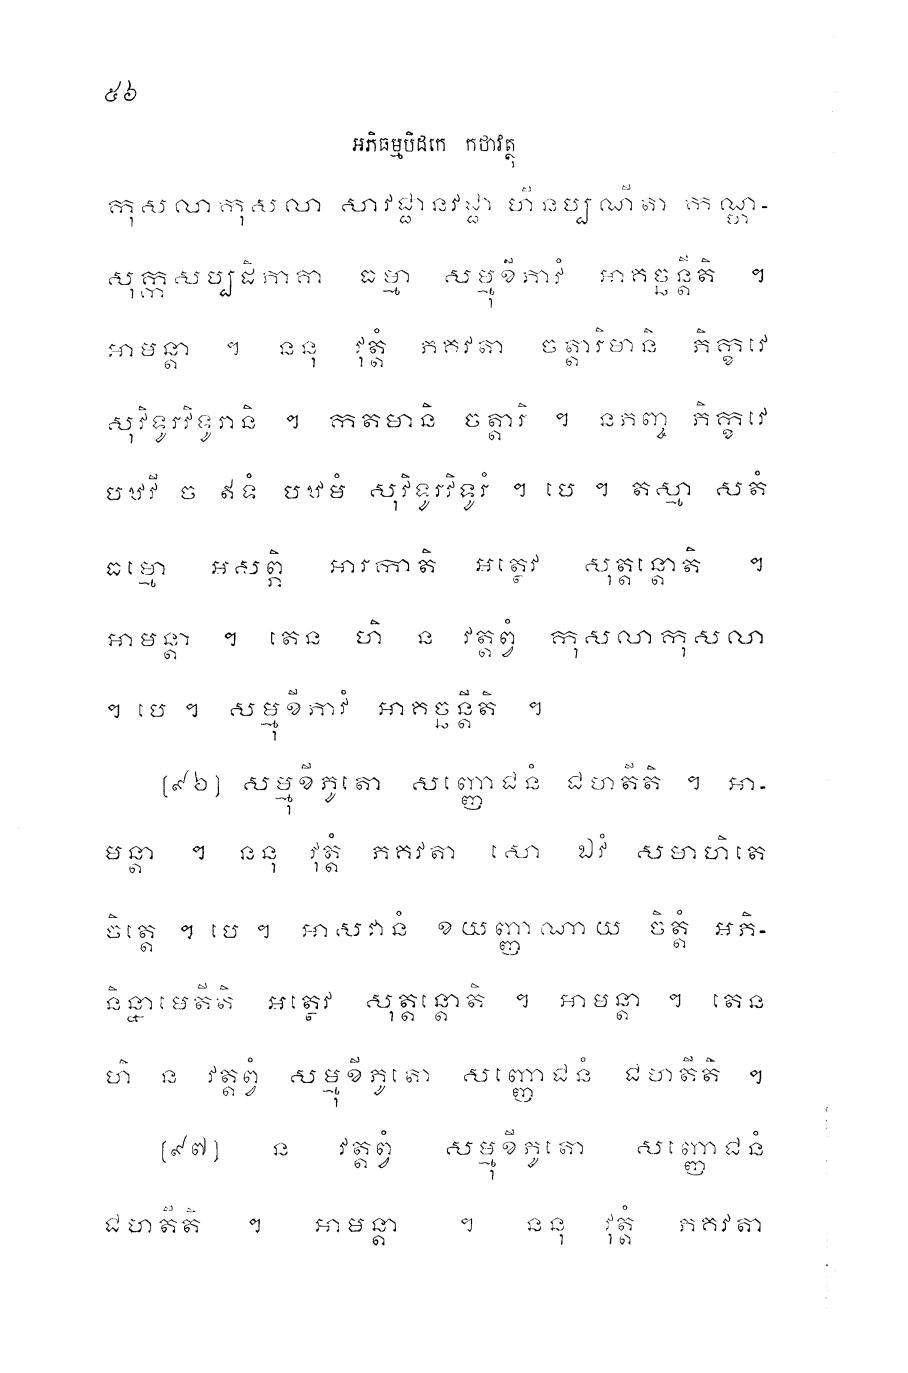 ៥៦
អភិធម្មបិដកេ កថាវត្ថុ
កុសលាកុសលា សាវជ្ជានវជ្ជា ហីនប្បណីតា កណ្ហ-
សុក្កសប្បដិភាគា ធម្មា សម្មុខីភាវំ អាគច្ឆន្តីតិ ។
អាមន្តា ។ ននុ វុត្តំ ភគវតា ចត្តារិមានិ ភិក្ខវេ
សុវិទូរវិទូរានិ ។ កតមានិ ចត្តារិ ។ នភញ្ច ភិក្ខវេ
បឋវី ច ឥទំ បឋមំ សុវិទូរវិទូរំ ។ បេ ។ តស្មា សតំ
ធម្មោ អសព្ភិ អារកាតិ អត្ថេវ សុត្តន្តោតិ ។
អាមន្តា ។ តេន ហិ ន វត្តព្វំ កុសលាកុសលា
។ បេ ។ សម្មុខីភាវំ អាគច្ឆន្តីតិ ។
(៩៦) សម្មុខីភូតោ សញ្ញោជនំ ជហតីតិ ។ អា-
មន្តា ។ ននុ វុត្តំ ភគវតា សោ ឯវំ សមាហិតេ
ចិត្តេ ។ បេ ។ អាសវានំ ខយញ្ញាណាយ ចិត្តំ អភិ-
និន្នាមេតីតិ អត្ថេវ សុត្តន្តោតិ ។ អាមន្តា ។ តេន
ហិ ន វត្តព្វំ សម្មុខីភូតោ សញ្ញោជនំ ជហតីតិ ។
(៩៧) ន វត្តព្វំ សម្មុខីភូតោ សញ្ញោជនំ
ជហតីតិ ។ អាមន្តា ។ ននុ វុត្តំ ភគវតា